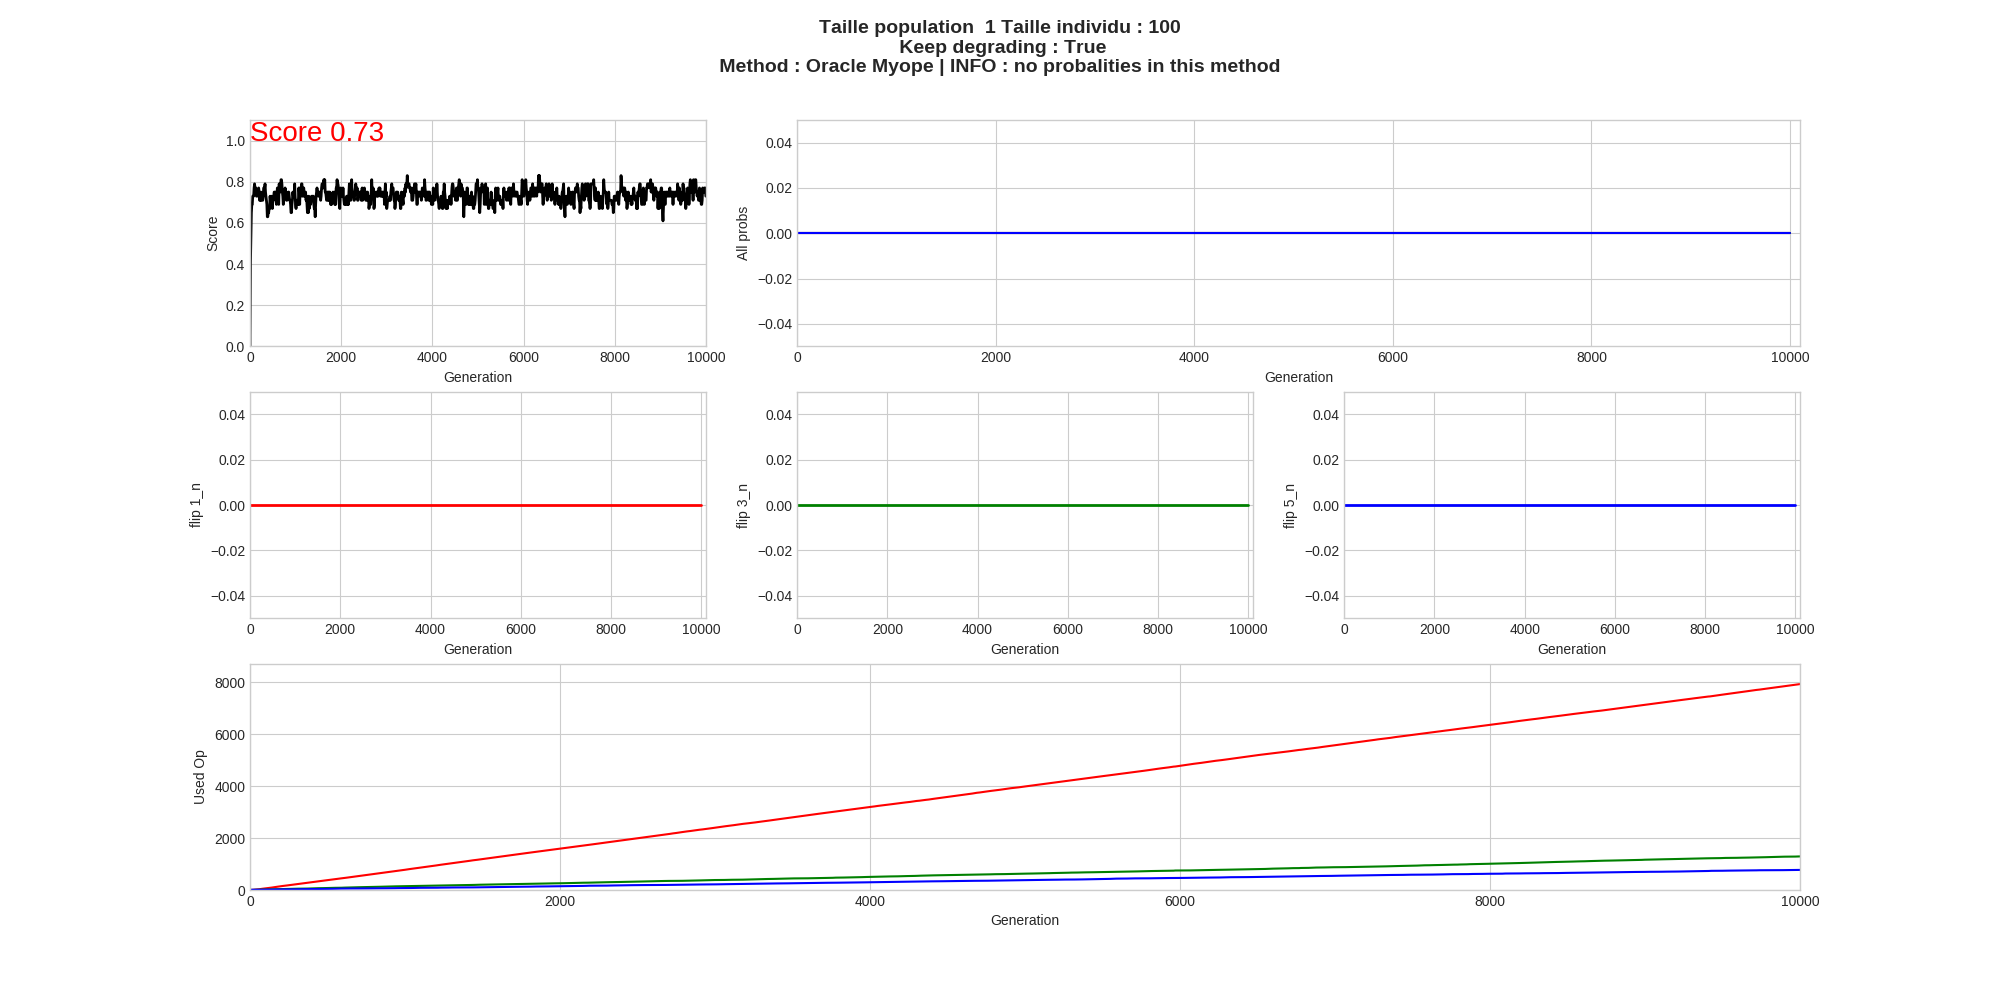 Taille population  1 Taille individu : 100
Keep degrading : True
Method : Oracle Myope | INFO : no probalities in this method
Score 0.73
1.0
0.8
0.6
0.4
0.2
0.0
Score
0 2000 4000 6000 8000 10000
Generation
0.04
0.02
0.00
−0.02
−0.04
All probs
0 2000 4000 6000 8000 10000
Generation
0.04
0.02
0.00
−0.02
−0.04
flip 1_n
0 2000 4000 6000 8000 10000
Generation
0.04
0.02
0.00
−0.02
−0.04
flip 3_n
0 2000 4000 6000 8000 10000
Generation
0.04
0.02
0.00
−0.02
−0.04
flip 5_n
0 2000 4000 6000 8000 10000
Generation
8000
6000
4000
2000
0
Used Op
0 2000 4000 6000 8000 10000
Generation